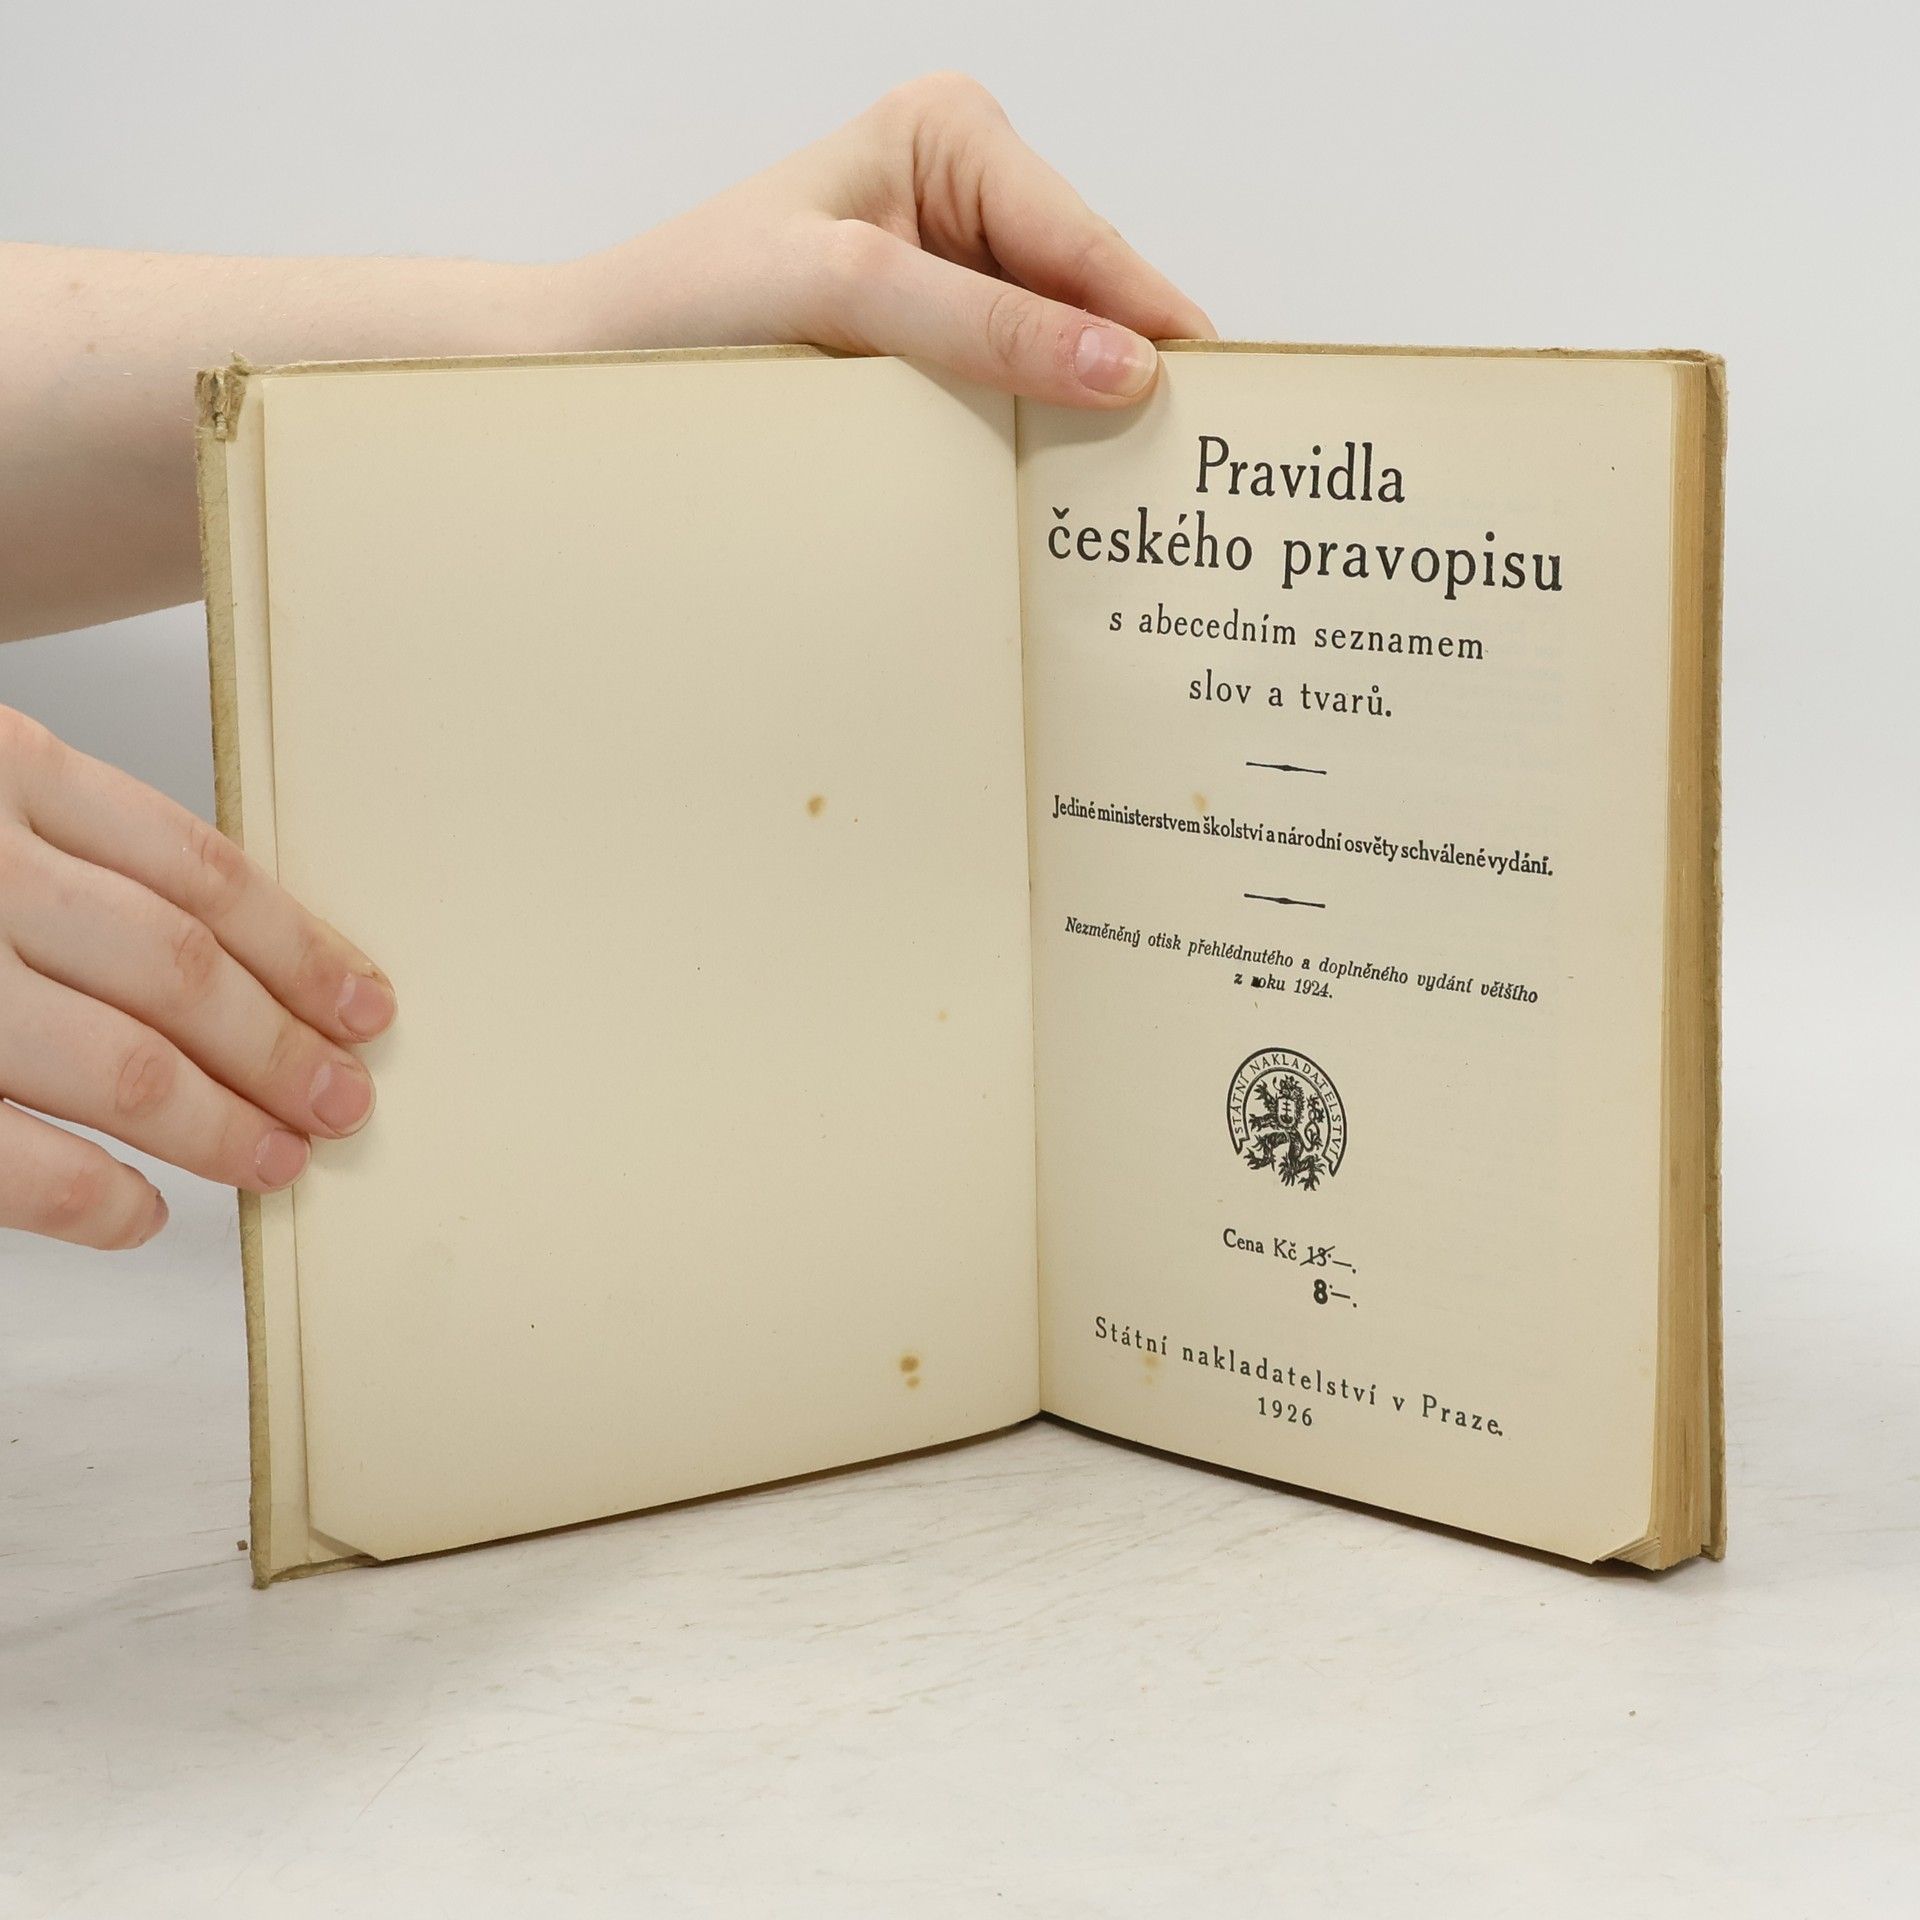 Pravidla
českého pravopisu
s abecedním seznamem
slov a tvarů.
Jediné ministerstvem školství a národní osvěty schválené vydání.
Nezměněný otisk přehlédnutého a doplněného vydání většího
z roku 1924.
STÁTNÍ NAKLADATELSTVÍ
Cena Kč 13·—.
8·—.
Státní nakladatelství v Praze.
1926